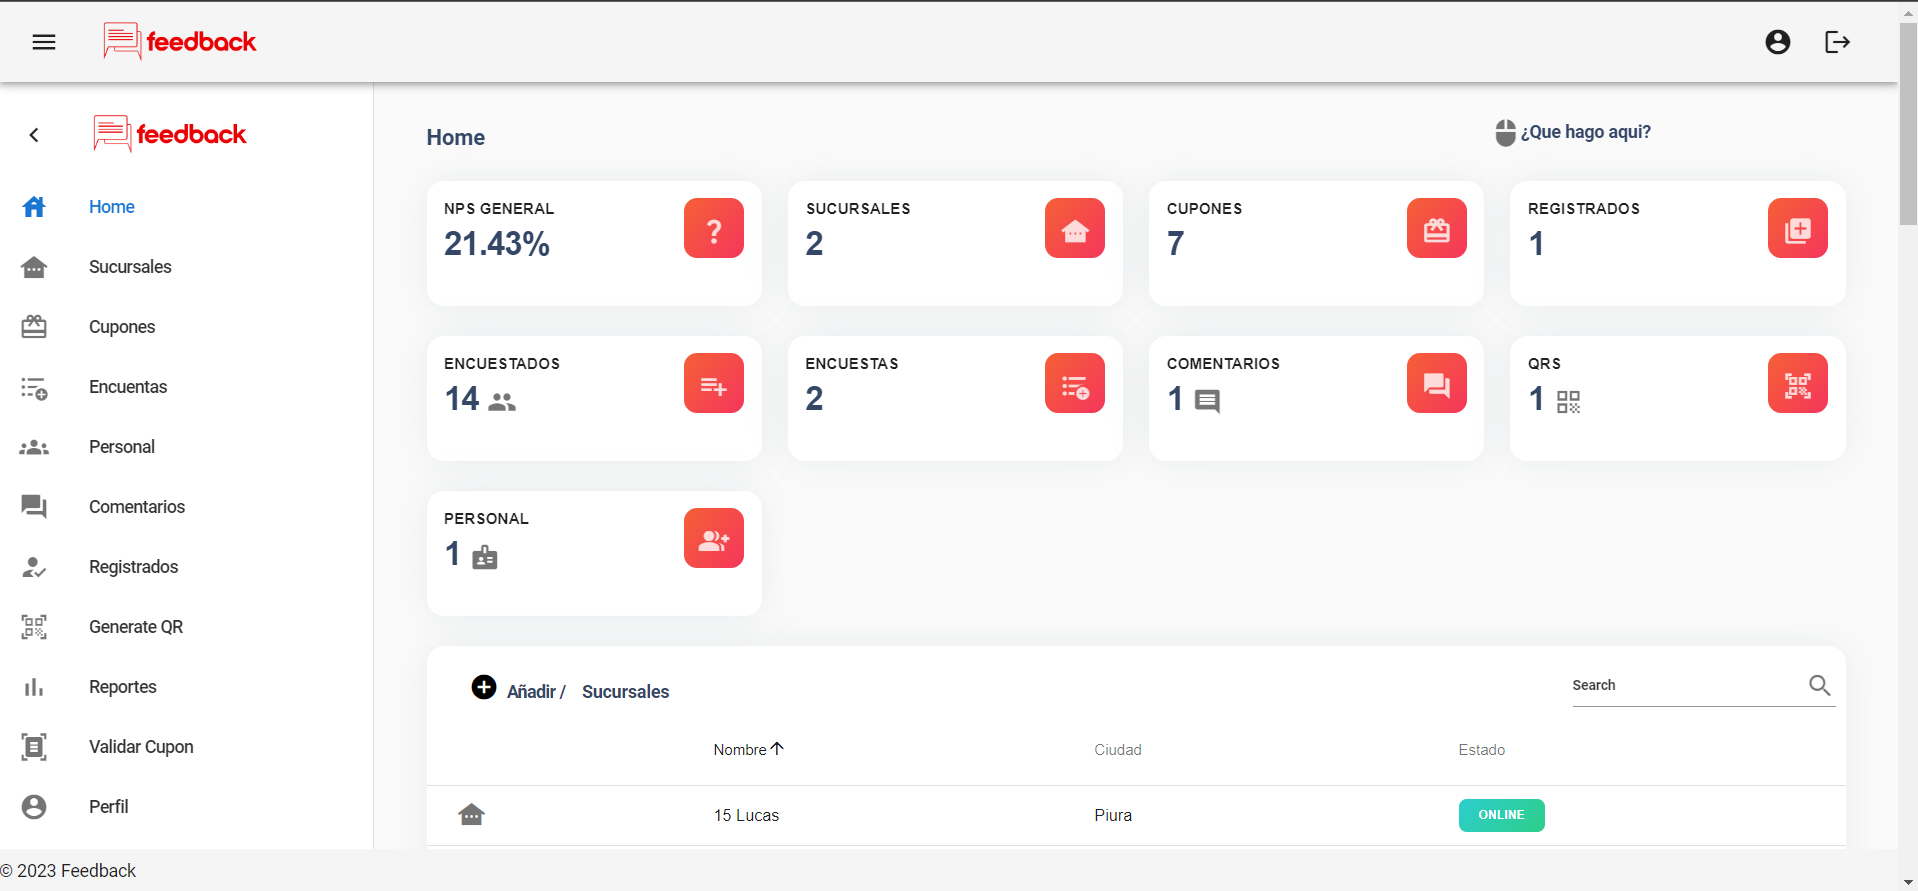 feedback
feedback
Home
Sucursales
Cupones
Encuentas
Personal
Comentarios
Registrados
Generate QR
Reportes
Validar Cupon
Perfil
Home
¿Que hago aqui?
NPS GENERAL
21.43%
?
SUCURSALES
2
CUPONES
7
REGISTRADOS
1
ENCUESTADOS
14
ENCUESTAS
2
COMENTARIOS
1
QRS
1
PERSONAL
1
Añadir / Sucursales
Search
Nombre Ciudad Estado
15 Lucas Piura ONLINE
© 2023 Feedback